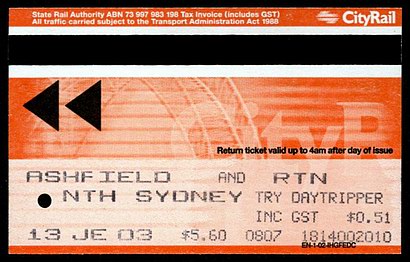 State Rail Authority ABN 73 997 983 198 Tax Invoice (includes GST)
All traffic carried subject to the Transport Administration Act 1988
CityRail
CityR
Return ticket valid up to 4am after day of issue
ASHFIELD AND RTN
NTH SYDNEY TRY DAYTRIPPER
INC GST $0.51
13 JE 03 $5.60 0807 1814002010
EN-1-02-IHGFEDC